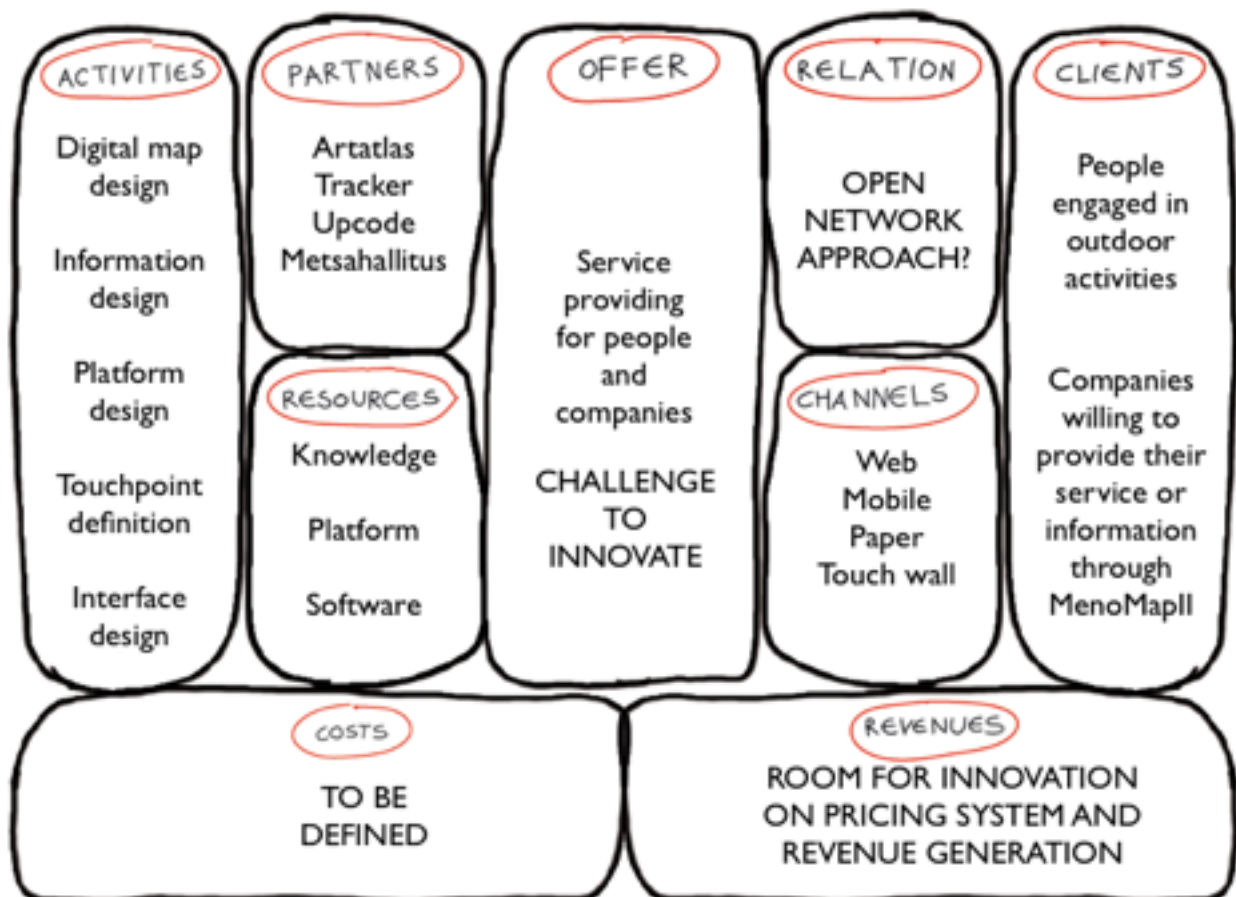 ACTIVITIES
Digital map
design
Information
design
Platform
design
Touchpoint
definition
Interface
design
PARTNERS
Artatlas
Tracker
Upcode
Metsahallitus
RESOURCES
Knowledge
Platform
Software
OFFER
Service
providing
for people
and
companies
CHALLENGE
TO
INNOVATE
RELATION
OPEN
NETWORK
APPROACH?
CHANNELS
Web
Mobile
Paper
Touch wall
CLIENTS
People
engaged in
outdoor
activities
Companies
willing to
provide their
service or
information
through
MenoMapII
COSTS
TO BE
DEFINED
REVENUES
ROOM FOR INNOVATION
ON PRICING SYSTEM AND
REVENUE GENERATION